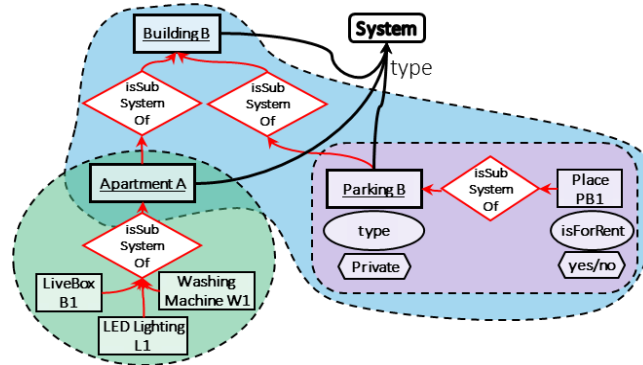 Building B
System
type
isSub
System
Of
isSub
System
Of
Apartment A
Parking B
isSub
System
Of
Place
PB1
type
isForRent
Private
yes/no
isSub
System
Of
LiveBox
B1
Washing
Machine W1
LED Lighting
L1